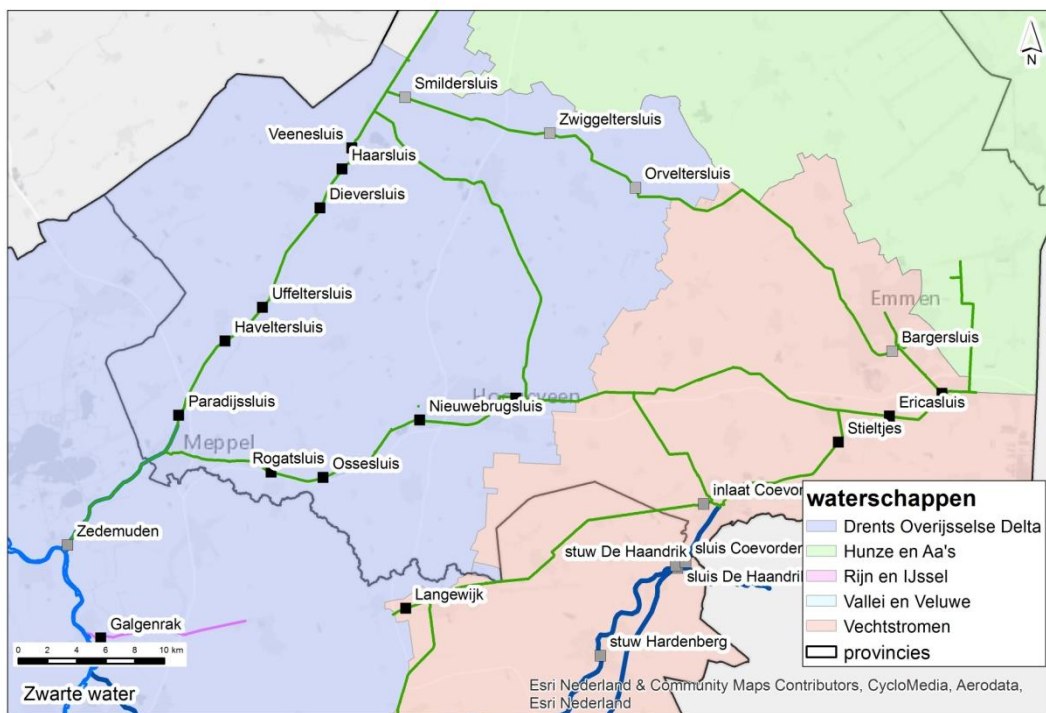 N
Smildersluis
Zwiggeltersluis
Veenesluis
Haarsluis
Orveltersluis
Dieversluis
Uffeltersluis
Emmen
Haveltersluis
Bargersluis
Paradijssluis
Nieuwebrugsluis
Ericasluis
Meppel
Stieltjes
Rogatsluis
Ossesluis
inlaat
Zedemuden
stuw De Haandrik
sluis Coevorden
sluis De Haandrik
Langewijk
Galgenrak
stuw Hardenberg
0 2 4 6 8 10 km
Zwarte water
waterschappen
Drents Overijsselse Delta
Hunze en Aa's
Rijn en IJssel
Vallei en Veluwe
Vechtstromen
provincies
Esri Nederland & Community Maps Contributors, CycloMedia, Aerodata,
Esri Nederland